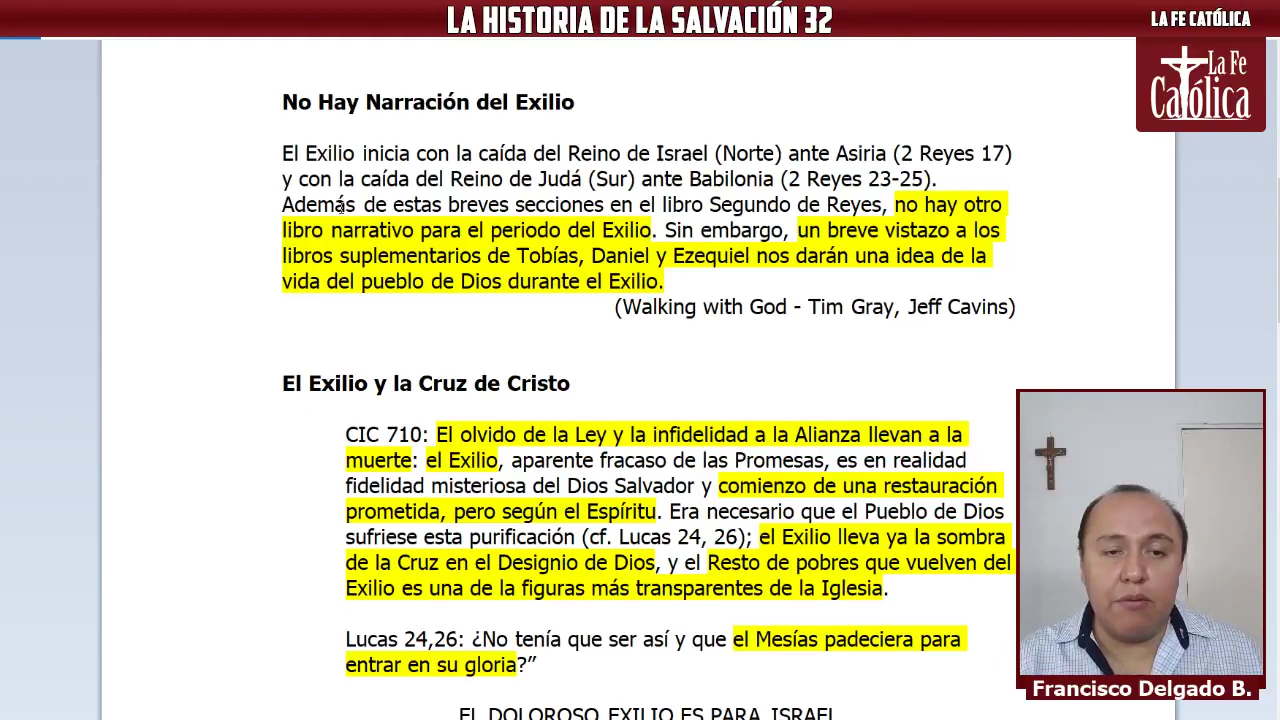 LA HISTORIA DE LA SALVACIÓN 32
LA FE CATÓLICA
La Fe
Católica
No Hay Narración del Exilio
El Exilio inicia con la caída del Reino de Israel (Norte) ante Asiria (2 Reyes 17)
y con la caída del Reino de Judá (Sur) ante Babilonia (2 Reyes 23-25).
Además de estas breves secciones en el libro Segundo de Reyes, no hay otro
libro narrativo para el periodo del Exilio. Sin embargo, un breve vistazo a los
libros suplementarios de Tobías, Daniel y Ezequiel nos darán una idea de la
vida del pueblo de Dios durante el Exilio.
(Walking with God - Tim Gray, Jeff Cavins)
El Exilio y la Cruz de Cristo
CIC 710: El olvido de la Ley y la infidelidad a la Alianza llevan a la
muerte: el Exilio, aparente fracaso de las Promesas, es en realidad
fidelidad misteriosa del Dios Salvador y comienzo de una restauración
prometida, pero según el Espíritu. Era necesario que el Pueblo de Dios
sufriese esta purificación (cf. Lucas 24, 26); el Exilio lleva ya la sombra
de la Cruz en el Designio de Dios, y el Resto de pobres que vuelven del
Exilio es una de la figuras más transparentes de la Iglesia.
Lucas 24,26: ¿No tenía que ser así y que el Mesías padeciera para
entrar en su gloria?”
EL DOLOROSO EXILIO ES PARA ISRAEL
Francisco Delgado B.